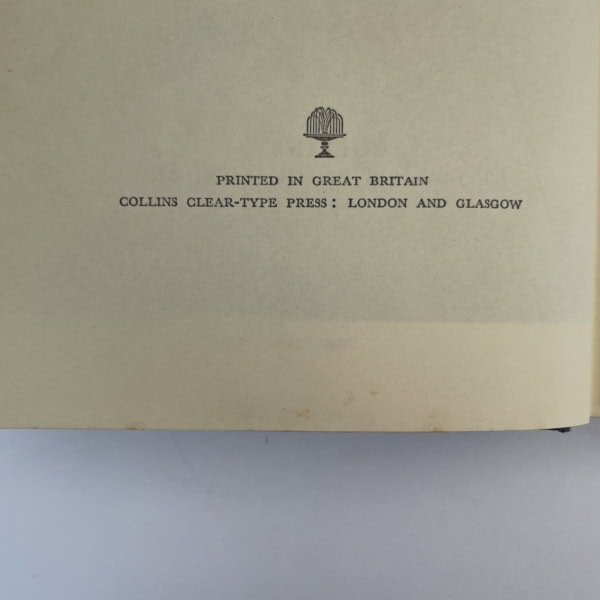 PRINTED IN GREAT BRITAIN
COLLINS CLEAR-TYPE PRESS: LONDON AND GLASGOW